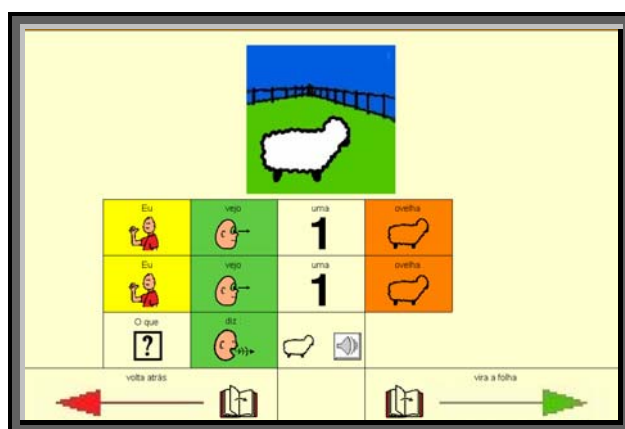 Eu vejo uma ovelha
1
Eu vejo uma ovelha
1
O que diz
?
volta atrás vira a folha